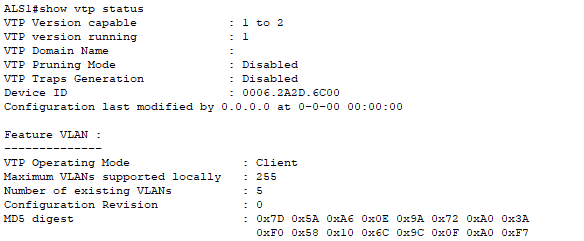 ALS1#show vtp status
VTP Version capable : 1 to 2
VTP version running : 1
VTP Domain Name :
VTP Pruning Mode : Disabled
VTP Traps Generation : Disabled
Device ID : 0006.2A2D.6C00
Configuration last modified by 0.0.0.0 at 0-0-00 00:00:00
Feature VLAN :
--------------
VTP Operating Mode : Client
Maximum VLANs supported locally : 255
Number of existing VLANs : 5
Configuration Revision : 0
MD5 digest : 0x7D 0x5A 0xA6 0x0E 0x9A 0x72 0xA0 0x3A
0xF0 0x58 0x10 0x6C 0x9C 0x0F 0xA0 0xF7